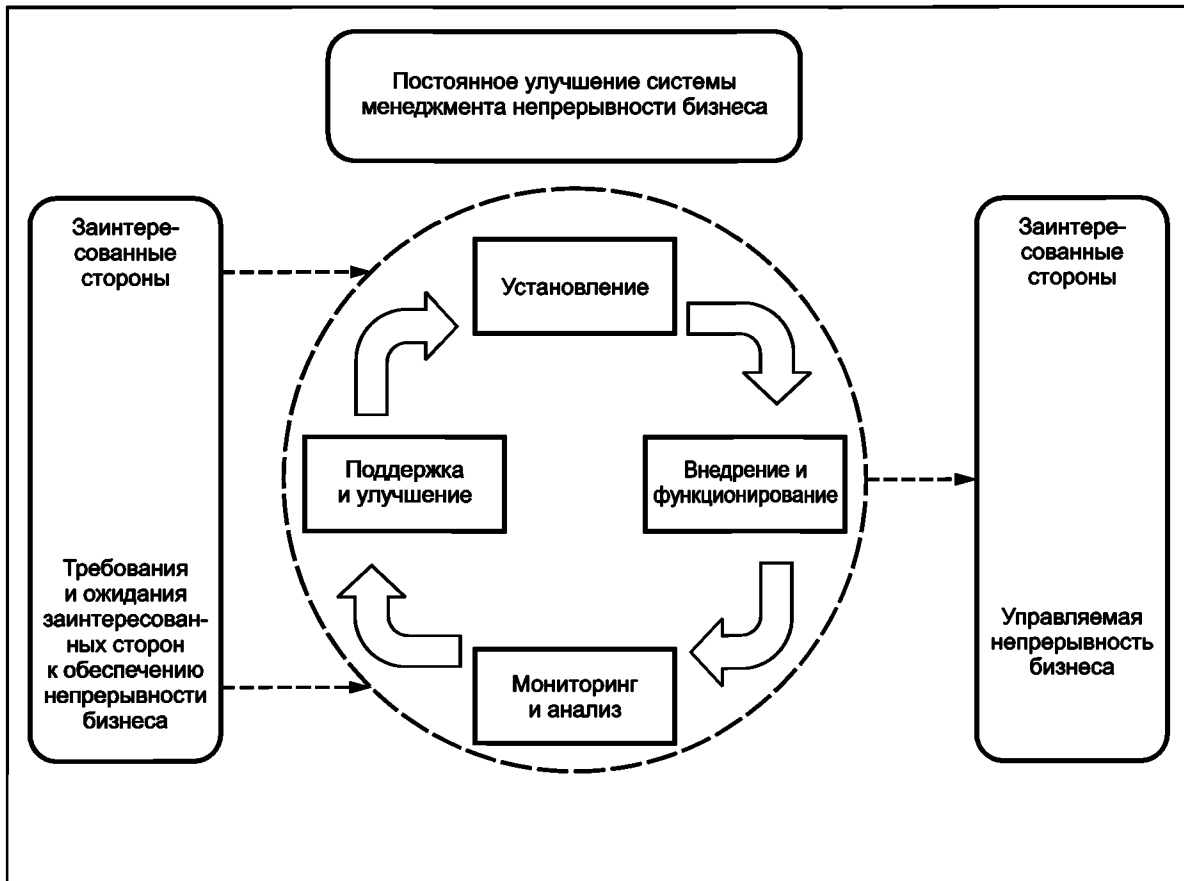 Постоянное улучшение системы
менеджмента непрерывности бизнеса
Заинтере-
сованные
стороны
Требования
и ожидания
заинтересован-
ных сторон
к обеспечению
непрерывности
бизнеса
Установление
Поддержка
и улучшение
Внедрение и
функционирование
Мониторинг
и анализ
Заинтере-
сованные
стороны
Управляемая
непрерывность
бизнеса